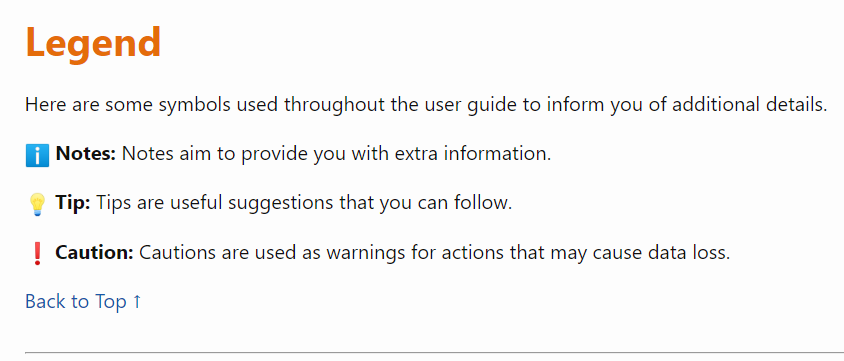 Legend
Here are some symbols used throughout the user guide to inform you of additional details.
ℹ️ Notes: Notes aim to provide you with extra information.
💡 Tip: Tips are useful suggestions that you can follow.
❗ Caution: Cautions are used as warnings for actions that may cause data loss.
Back to Top ↑